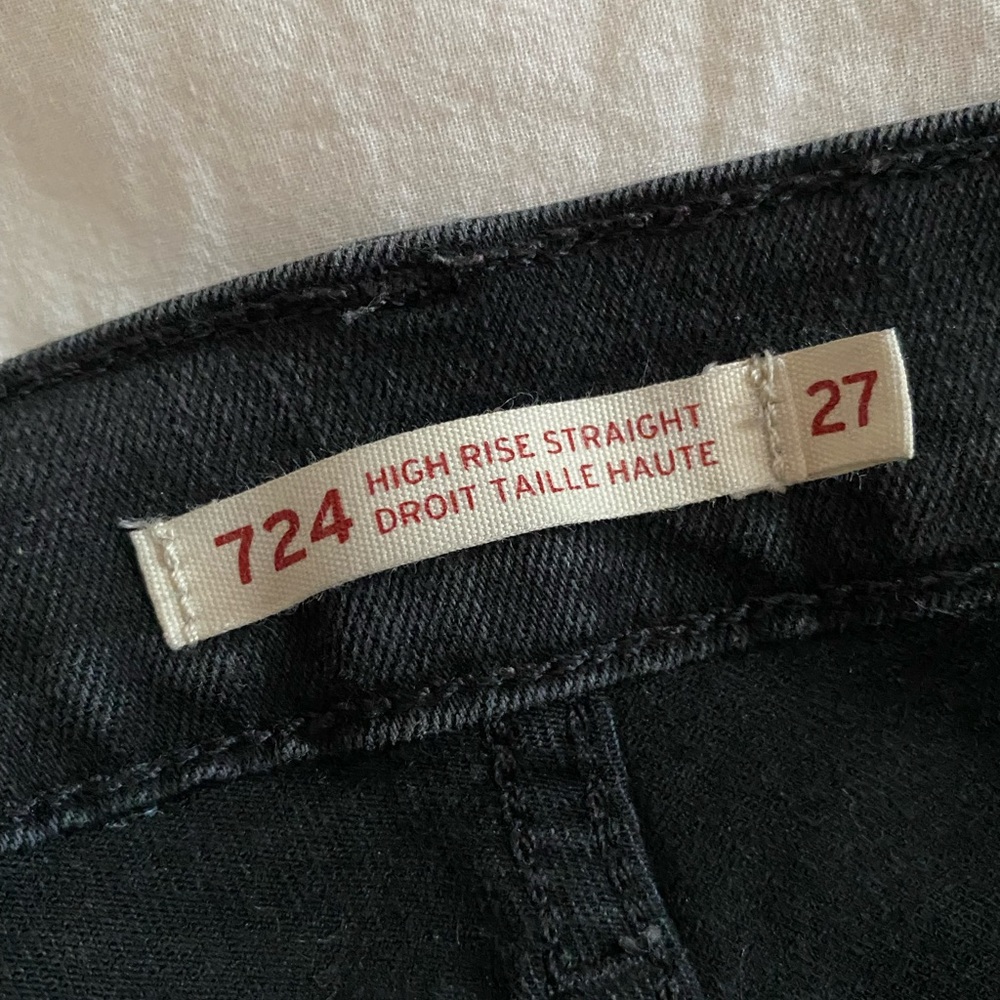 724
HIGH RISE STRAIGHT
DROIT TAILLE HAUTE
27